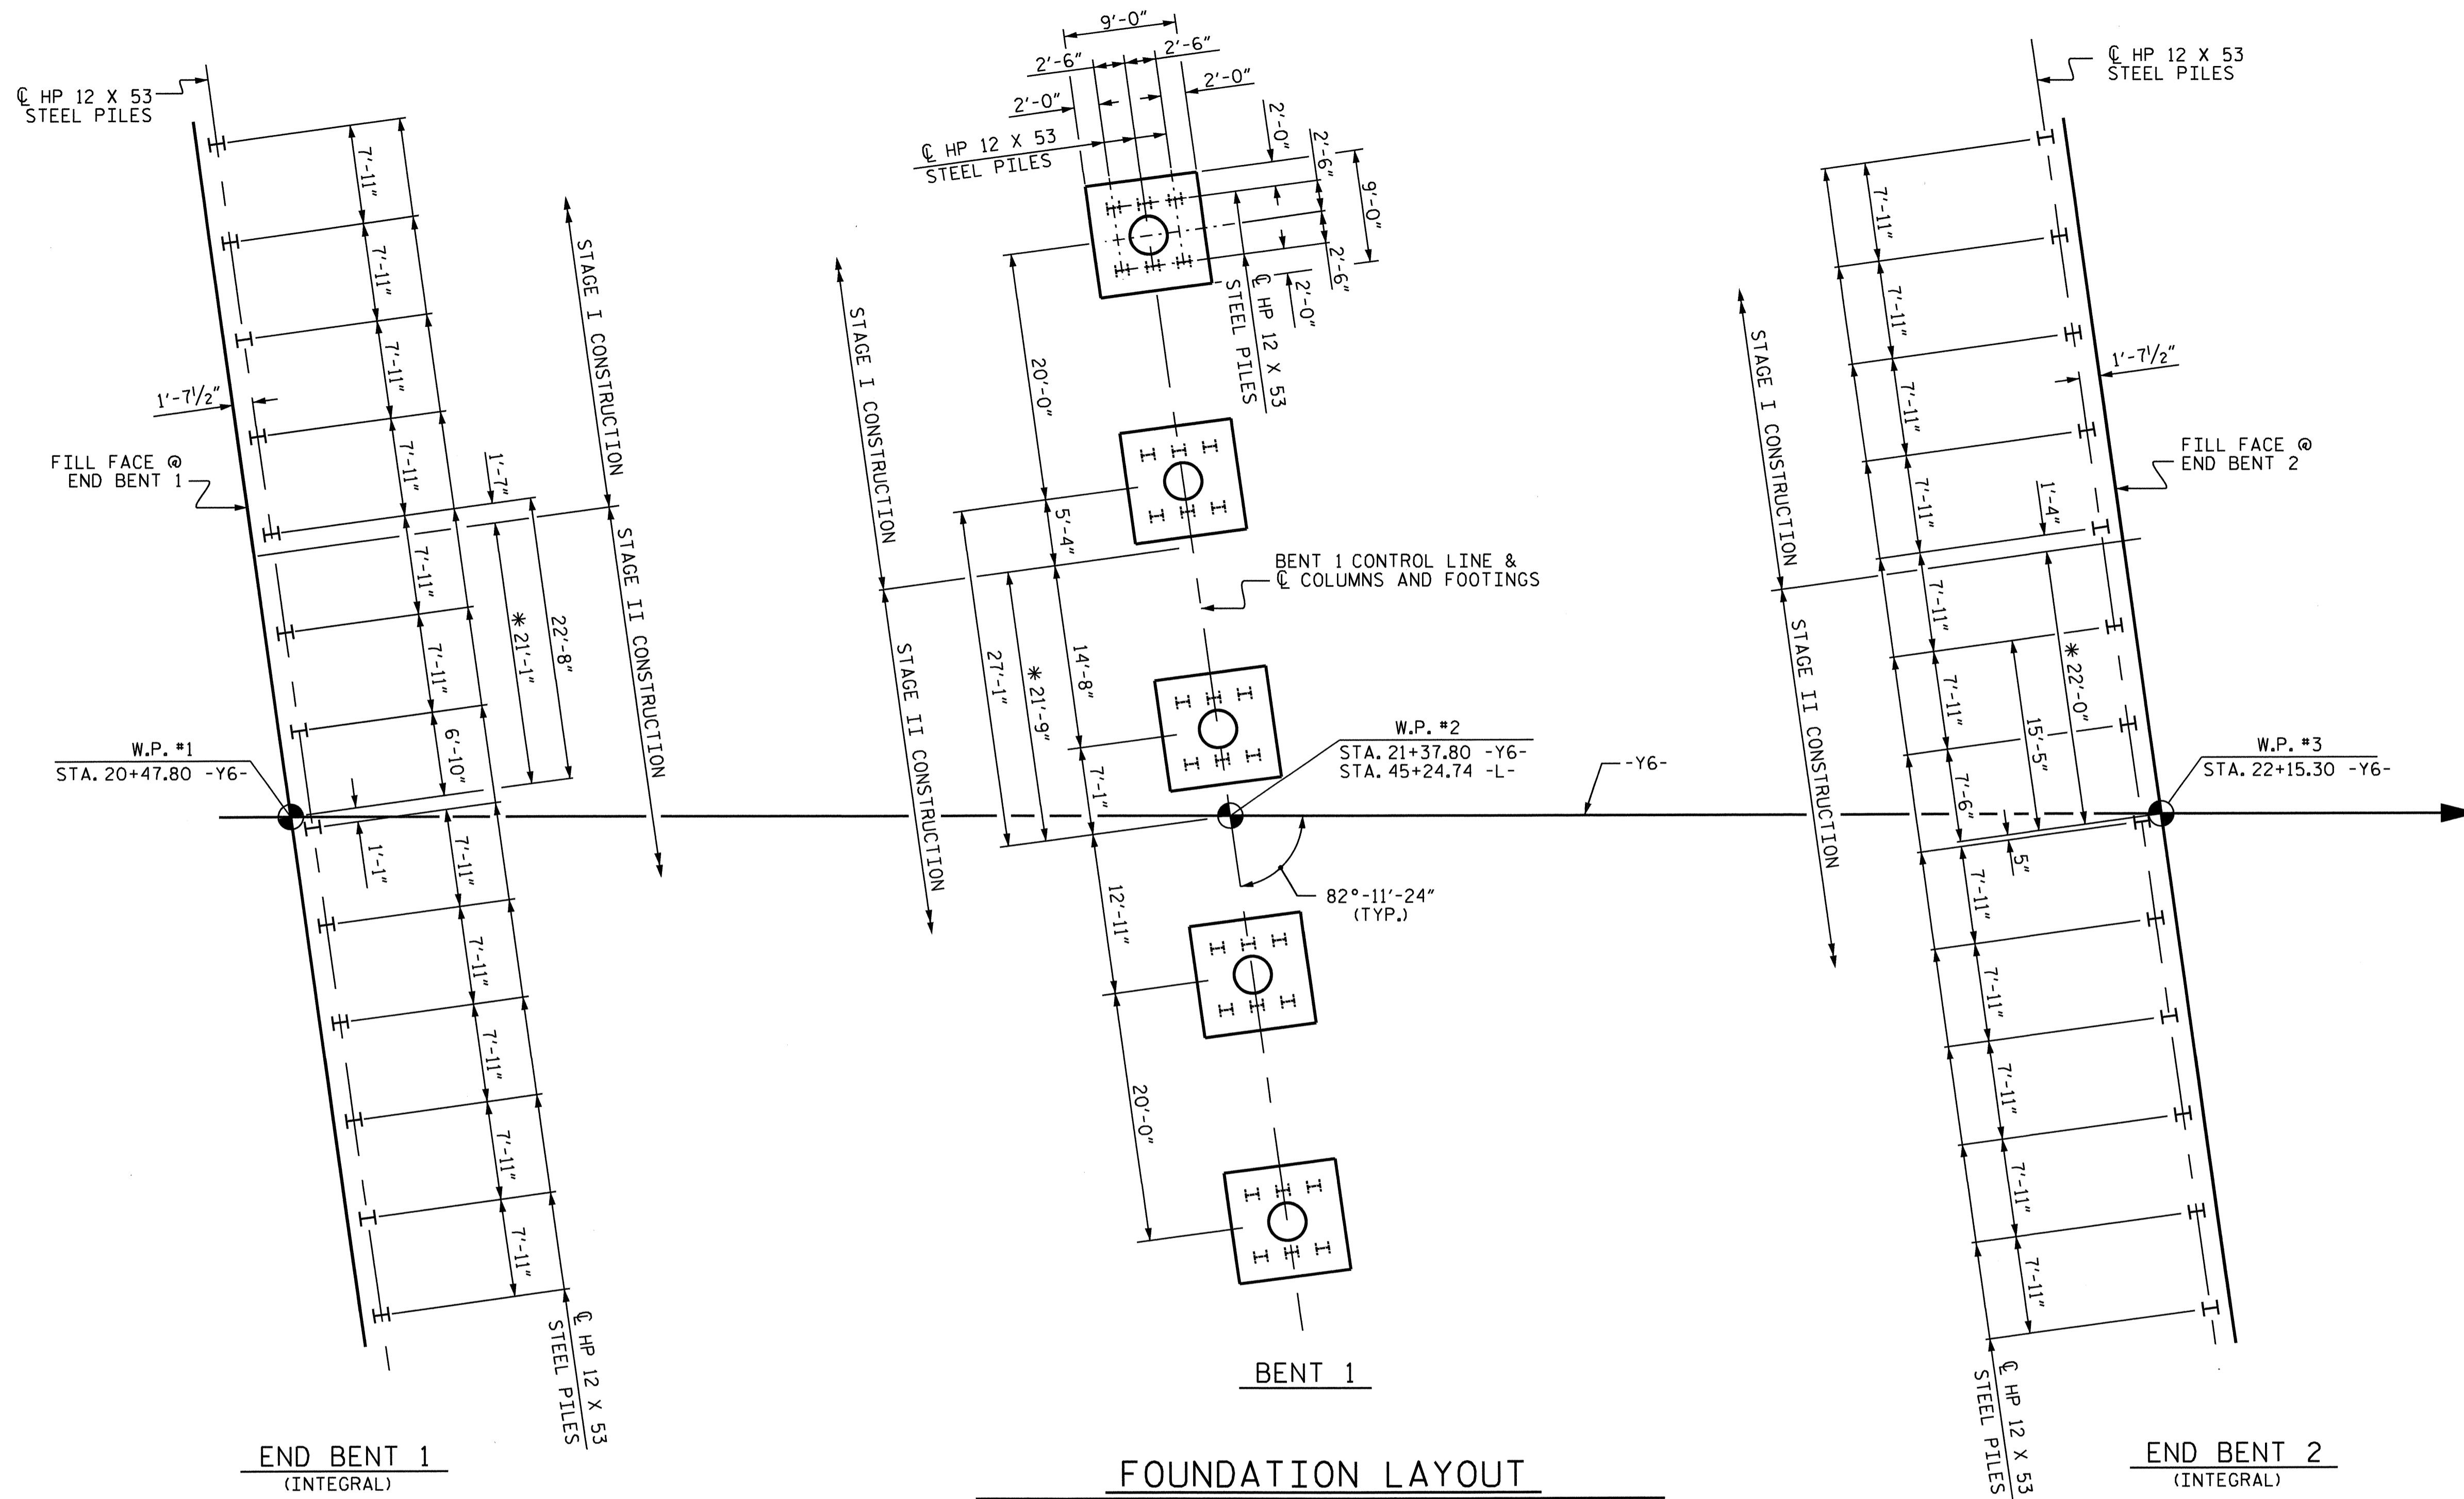 ℄ HP 12 X 53
STEEL PILES
7'-11"
7'-11"
7'-11"
7'-11"
7'-11"
7'-11"
6'-10"
7'-11"
7'-11"
7'-11"
7'-11"
7'-11"
1'-7½"
FILL FACE @
END BENT 1
1'-7"
22'-8"
*21'-1"
STAGE I CONSTRUCTION
STAGE II CONSTRUCTION
W.P. #1
STA. 20+47.80 -Y6-
1'-1"
℄ HP 12 X 53
STEEL PILES
END BENT 1
(INTEGRAL)
9'-0"
2'-6"
2'-6"
2'-0"
2'-0"
℄ HP 12 X 53
STEEL PILES
2'-0"
2'-6"
9'-0"
2'-6"
2'-0"
℄ HP 12 X 53
STEEL PILES
STAGE I CONSTRUCTION
STAGE II CONSTRUCTION
20'-0"
5'-4"
14'-8"
27'-1"
*21'-9"
7'-1"
12'-11"
20'-0"
BENT 1 CONTROL LINE &
℄ COLUMNS AND FOOTINGS
W.P. #2
STA. 21+37.80 -Y6-
STA. 45+24.74 -L-
-Y6-
82°-11'-24"
(TYP.)
BENT 1
FOUNDATION LAYOUT
℄ HP 12 X 53
STEEL PILES
7'-11"
7'-11"
7'-11"
7'-11"
7'-11"
7'-11"
7'-6"
7'-11"
7'-11"
7'-11"
7'-11"
7'-11"
1'-7½"
FILL FACE @
END BENT 2
1'-4"
STAGE I CONSTRUCTION
STAGE II CONSTRUCTION
*22'-0"
15'-5"
5"
W.P. #3
STA. 22+15.30 -Y6-
℄ HP 12 X 53
STEEL PILES
END BENT 2
(INTEGRAL)